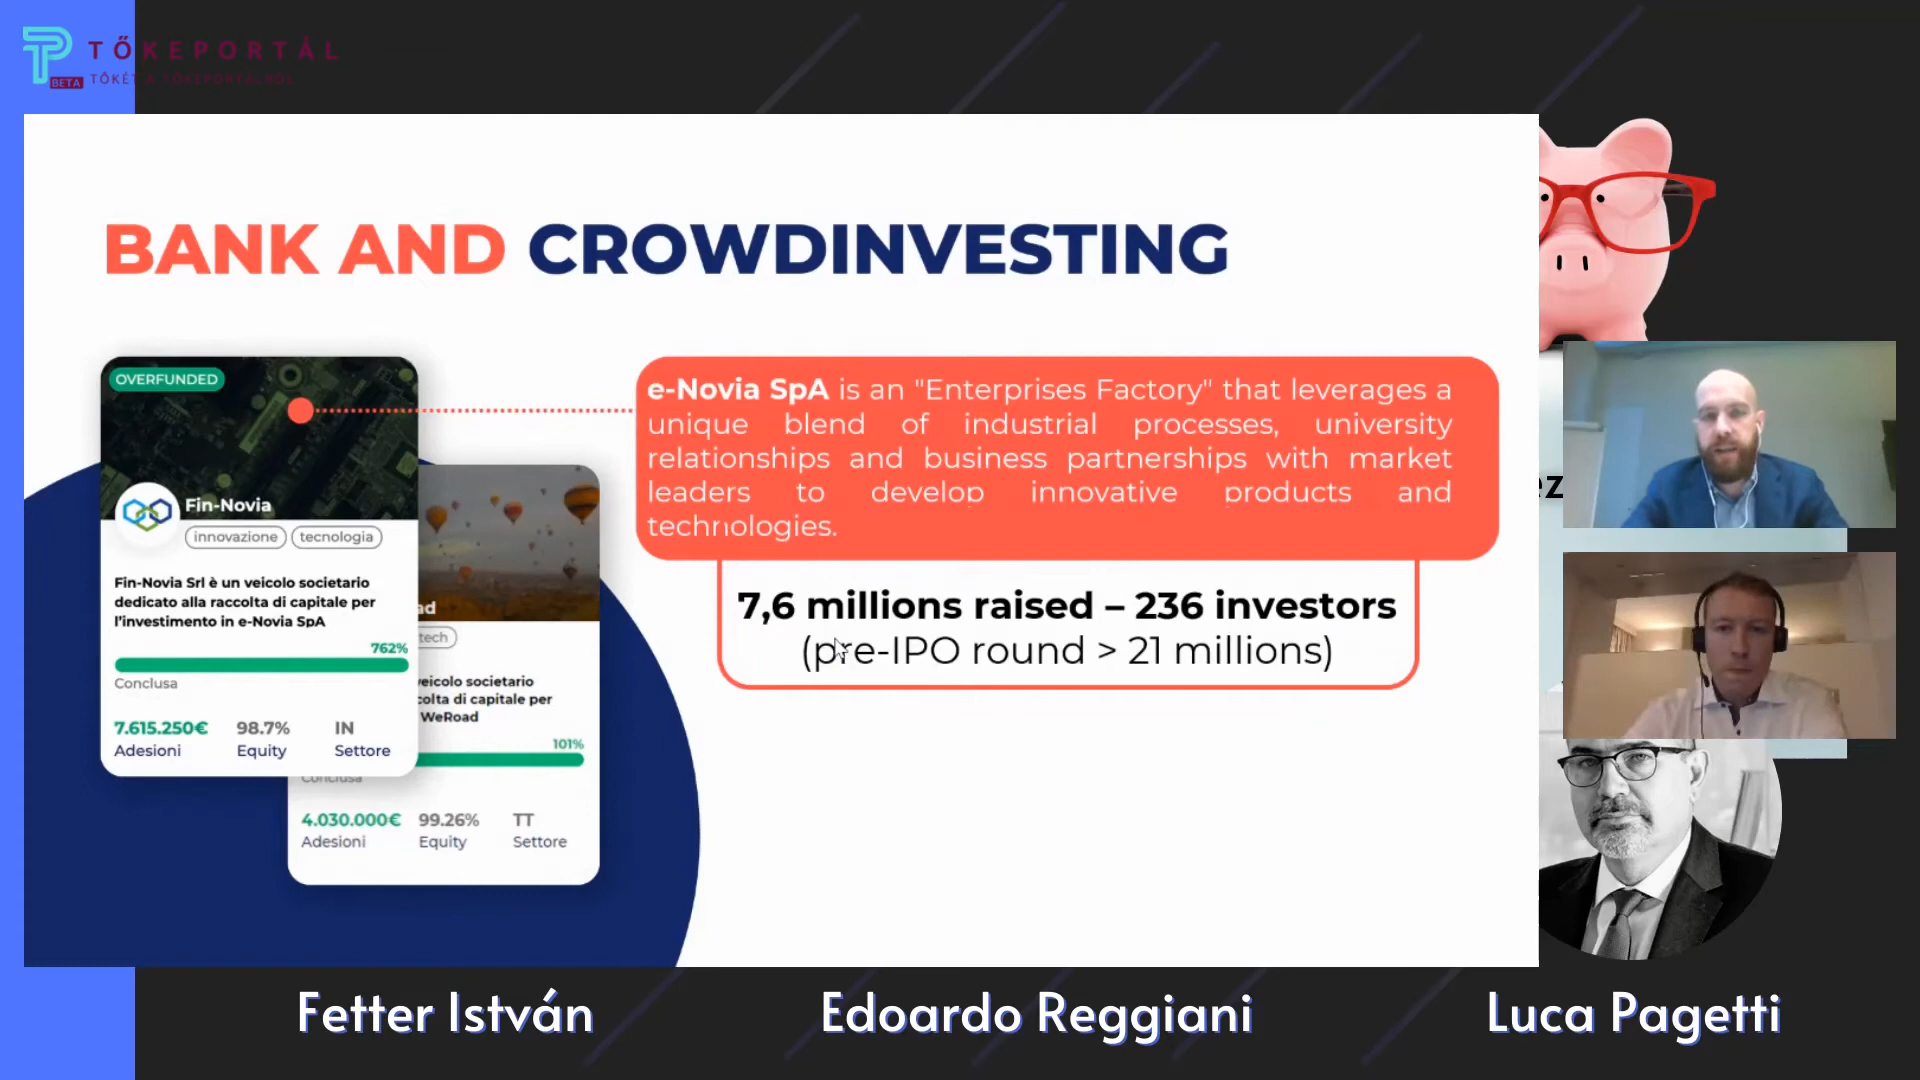 TŐKEPORTÁL
BETA
TŐKÉT A TŐKEPORTÁLRÓL
BANK AND CROWDINVESTING
OVERFUNDED
Fin-Novia
innovazione tecnologia
Fin-Novia Srl è un veicolo societario
dedicato alla raccolta di capitale per
l'investimento in e-Novia SpA
762%
Conclusa
7.615.250€ 98.7% IN
Adesioni Equity Settore
ad
tech
eicolo societario
colta di capitale per
WeRoad
101%
Conclusa
4.030.000€ 99.26% TT
Adesioni Equity Settore
e-Novia SpA is an "Enterprises Factory" that leverages a
unique blend of industrial processes, university
relationships and business partnerships with market
leaders to develop innovative products and
technologies.
7,6 millions raised – 236 investors
(pre-IPO round > 21 millions)
ez
Fetter István
Edoardo Reggiani
Luca Pagetti